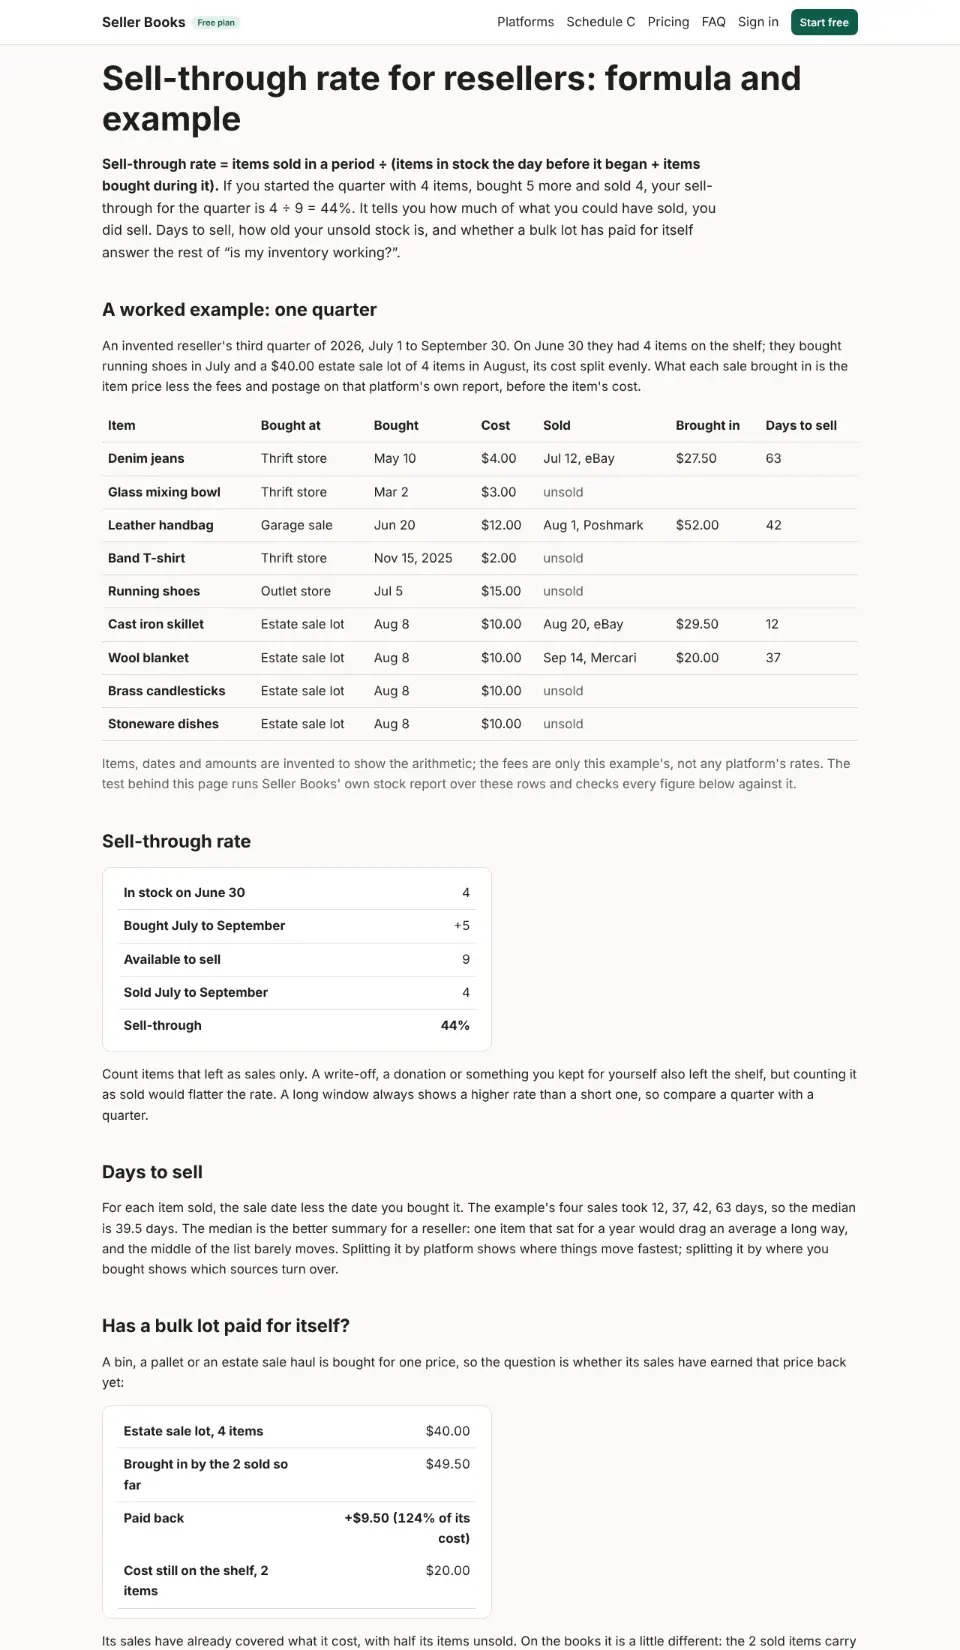 Seller Books Free plan Platforms Schedule C Pricing FAQ Sign in Start free
Sell-through rate for resellers: formula and
example
Sell-through rate = items sold in a period ÷ (items in stock the day before it began + items
bought during it). If you started the quarter with 4 items, bought 5 more and sold 4, your sell-
through for the quarter is 4 ÷ 9 = 44%. It tells you how much of what you could have sold, you
did sell. Days to sell, how old your unsold stock is, and whether a bulk lot has paid for itself
answer the rest of “is my inventory working?”.
A worked example: one quarter
An invented reseller's third quarter of 2026, July 1 to September 30. On June 30 they had 4 items on the shelf; they bought
running shoes in July and a $40.00 estate sale lot of 4 items in August, its cost split evenly. What each sale brought in is the
item price less the fees and postage on that platform's own report, before the item's cost.
Item Bought at Bought Cost Sold Brought in Days to sell
Denim jeans Thrift store May 10 $4.00 Jul 12, eBay $27.50 63
Glass mixing bowl Thrift store Mar 2 $3.00 unsold
Leather handbag Garage sale Jun 20 $12.00 Aug 1, Poshmark $52.00 42
Band T-shirt Thrift store Nov 15, 2025 $2.00 unsold
Running shoes Outlet store Jul 5 $15.00 unsold
Cast iron skillet Estate sale lot Aug 8 $10.00 Aug 20, eBay $29.50 12
Wool blanket Estate sale lot Aug 8 $10.00 Sep 14, Mercari $20.00 37
Brass candlesticks Estate sale lot Aug 8 $10.00 unsold
Stoneware dishes Estate sale lot Aug 8 $10.00 unsold
Items, dates and amounts are invented to show the arithmetic; the fees are only this example's, not any platform's rates. The
test behind this page runs Seller Books' own stock report over these rows and checks every figure below against it.
Sell-through rate
In stock on June 30 4
Bought July to September +5
Available to sell 9
Sold July to September 4
Sell-through 44%
Count items that left as sales only. A write-off, a donation or something you kept for yourself also left the shelf, but counting it
as sold would flatter the rate. A long window always shows a higher rate than a short one, so compare a quarter with a
quarter.
Days to sell
For each item sold, the sale date less the date you bought it. The example's four sales took 12, 37, 42, 63 days, so the median
is 39.5 days. The median is the better summary for a reseller: one item that sat for a year would drag an average a long way,
and the middle of the list barely moves. Splitting it by platform shows where things move fastest; splitting it by where you
bought shows which sources turn over.
Has a bulk lot paid for itself?
A bin, a pallet or an estate sale haul is bought for one price, so the question is whether its sales have earned that price back
yet:
Estate sale lot, 4 items $40.00
Brought in by the 2 sold so $49.50
far
Paid back +$9.50 (124% of its
cost)
Cost still on the shelf, 2 $20.00
items
Its sales have already covered what it cost, with half its items unsold. On the books it is a little different: the 2 sold items carry